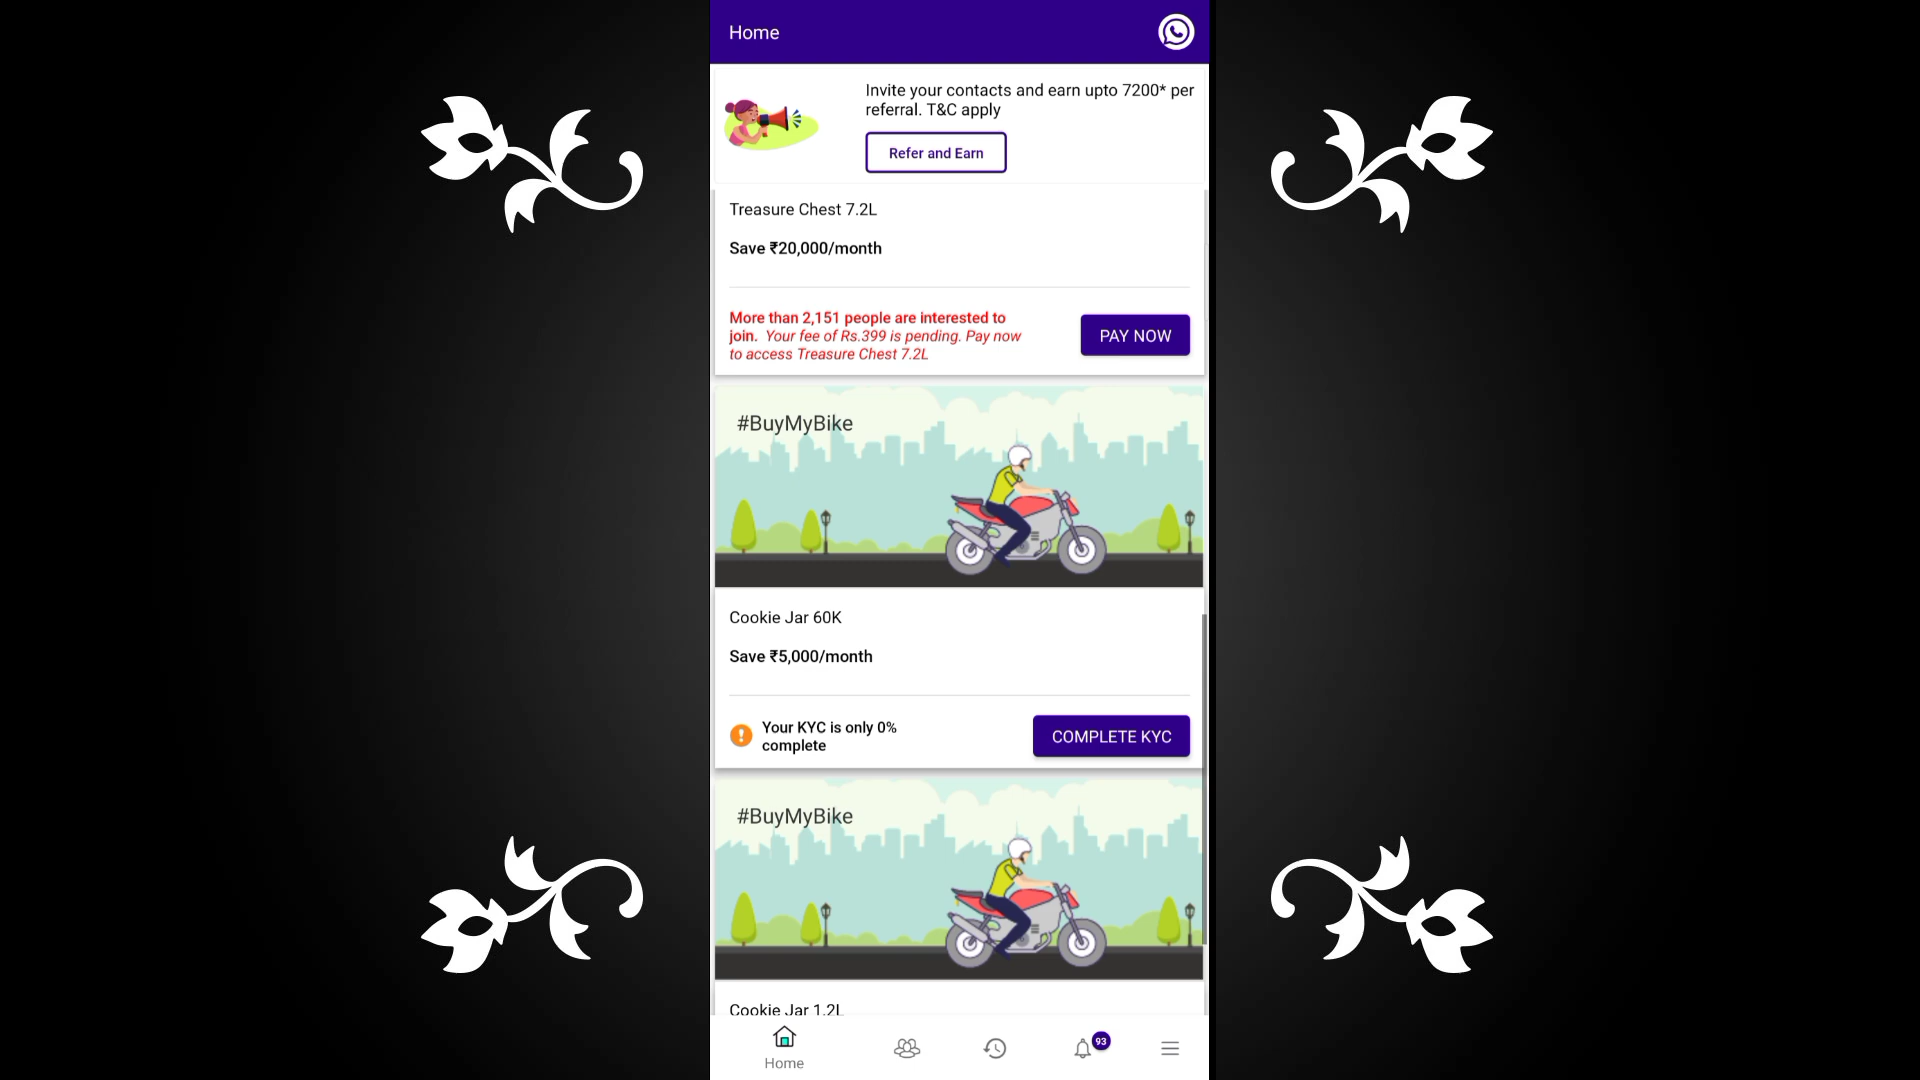 Home
Invite your contacts and earn upto 7200* per
referral. T&C apply
Refer and Earn
Treasure Chest 7.2L
Save ₹20,000/month
More than 2,151 people are interested to
join. Your fee of Rs.399 is pending. Pay now
to access Treasure Chest 7.2L
PAY NOW
#BuyMyBike
Cookie Jar 60K
Save ₹5,000/month
Your KYC is only 0%
complete
COMPLETE KYC
#BuyMyBike
Cookie Jar 1.2L
93
Home